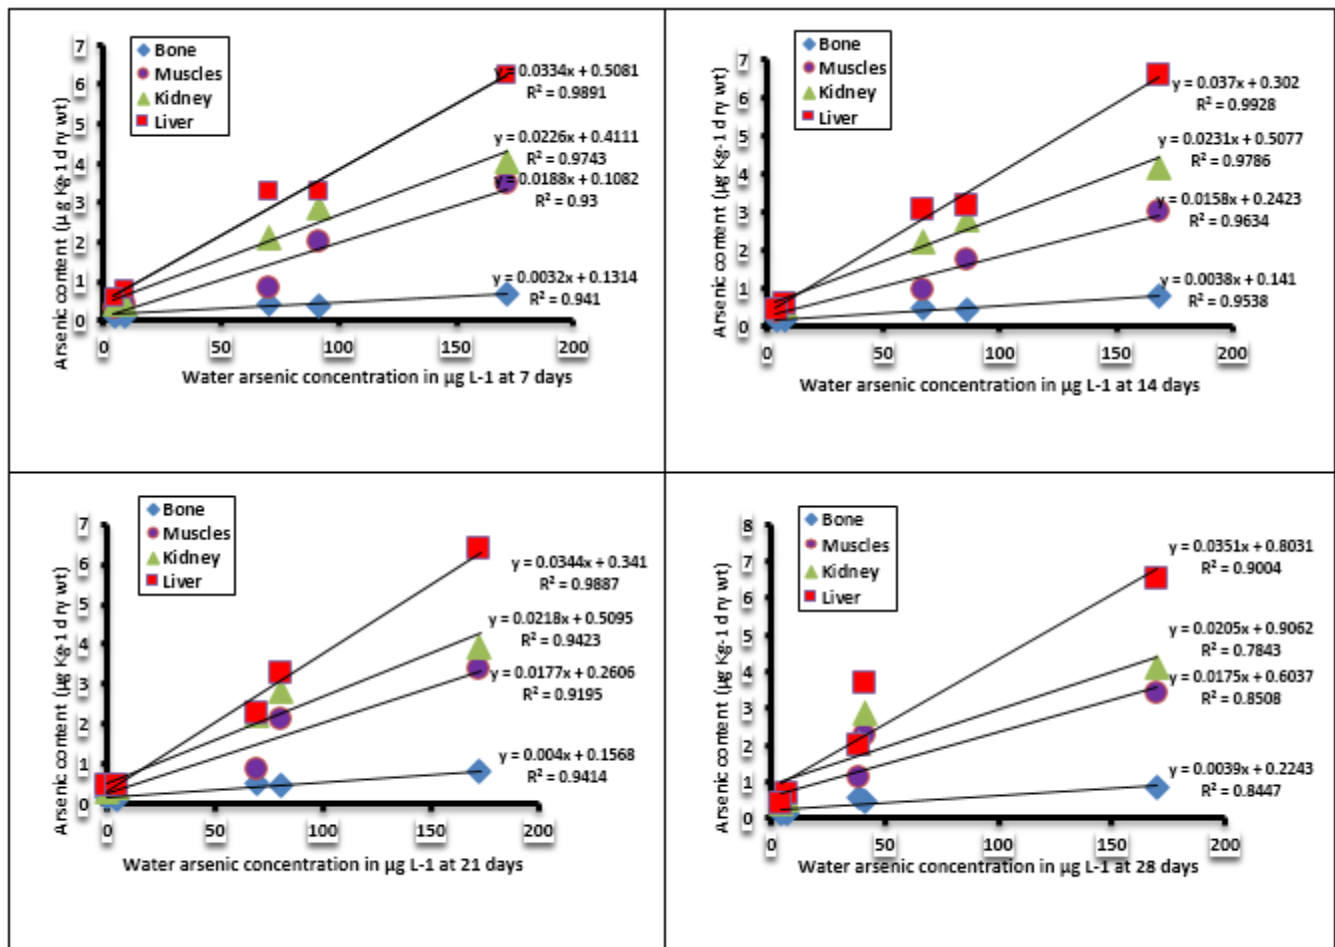 Arsenic content (µg Kg-1 dry wt)
7
6
5
4
3
2
1
0
Bone
Muscles
Kidney
Liver
y = 0.0334x + 0.5081
R² = 0.9891
y = 0.0226x + 0.4111
R² = 0.9743
y = 0.0188x + 0.1082
R² = 0.93
y = 0.0032x + 0.1314
R² = 0.941
0 50 100 150 200
Water arsenic concentration in µg L-1 at 7 days
Arsenic content (µg Kg-1 dry wt)
7
6
5
4
3
2
1
0
Bone
Muscles
Kidney
Liver
y = 0.037x + 0.302
R² = 0.9928
y = 0.0231x + 0.5077
R² = 0.9786
y = 0.0158x + 0.2423
R² = 0.9634
y = 0.0038x + 0.141
R² = 0.9538
0 50 100 150 200
Water arsenic concentration in µg L-1 at 14 days
Arsenic content (µg Kg-1 dry wt)
7
6
5
4
3
2
1
0
Bone
Muscles
Kidney
Liver
y = 0.0344x + 0.341
R² = 0.9887
y = 0.0218x + 0.5095
R² = 0.9423
y = 0.0177x + 0.2606
R² = 0.9195
y = 0.004x + 0.1568
R² = 0.9414
0 50 100 150 200
Water arsenic concentration in µg L-1 at 21 days
Arsenic content (µg Kg-1 dry wt)
8
7
6
5
4
3
2
1
0
Bone
Muscles
Kidney
Liver
y = 0.0351x + 0.8031
R² = 0.9004
y = 0.0205x + 0.9062
R² = 0.7843
y = 0.0175x + 0.6037
R² = 0.8508
y = 0.0039x + 0.2243
R² = 0.8447
0 50 100 150 200
Water arsenic concentration in µg L-1 at 28 days